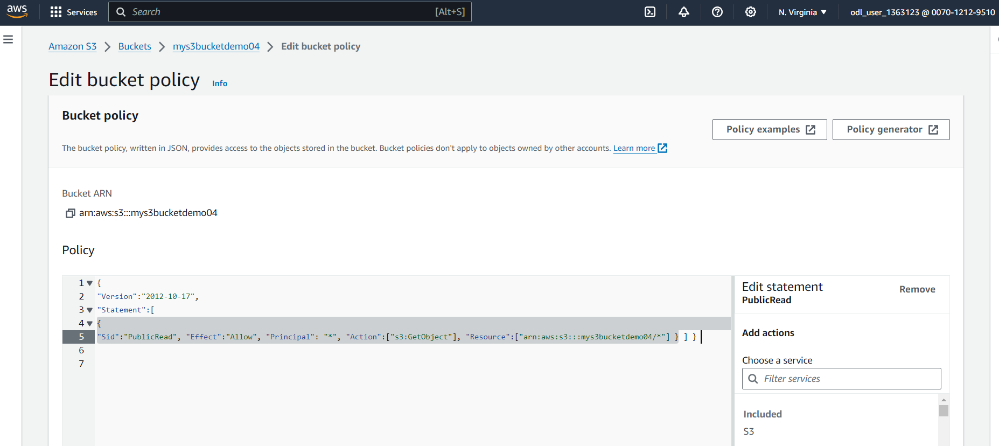 aws Services Search [Alt+S] N. Virginia odl_user_1363123 @ 0070-1212-9510
Amazon S3 Buckets mys3bucketdemo04 Edit bucket policy
Edit bucket policy Info
Bucket policy
Policy examples Policy generator
The bucket policy, written in JSON, provides access to the objects stored in the bucket. Bucket policies don't apply to objects owned by other accounts. Learn more
Bucket ARN
arn:aws:s3:::mys3bucketdemo04
Policy
1 {
2 "Version":"2012-10-17",
3 "Statement":[
4 {
5 "Sid":"PublicRead", "Effect":"Allow", "Principal": "*", "Action":["s3:GetObject"], "Resource":["arn:aws:s3:::mys3bucketdemo04/*"] } ] }
6
7
Edit statement Remove
PublicRead
Add actions
Choose a service
Filter services
Included
S3